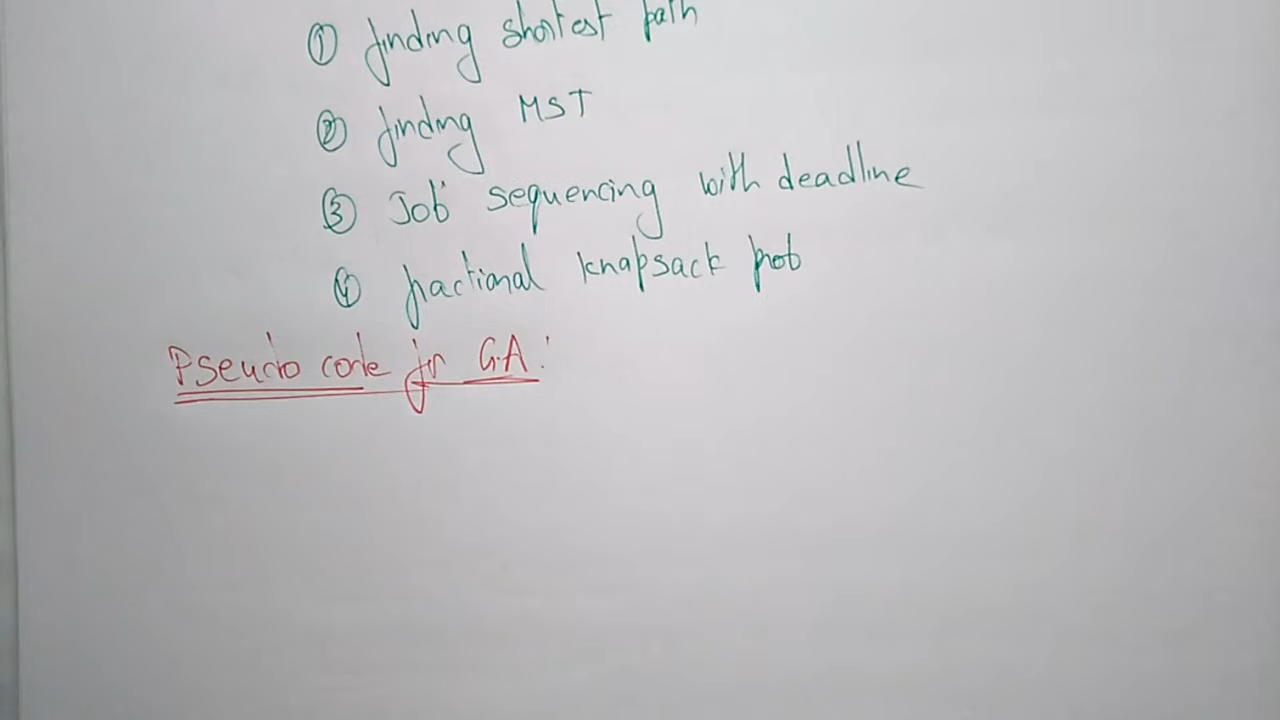 ① finding shortest path
② finding MST
③ Job sequencing with deadline
④ fractional knapsack prob
Pseudo code for G.A: